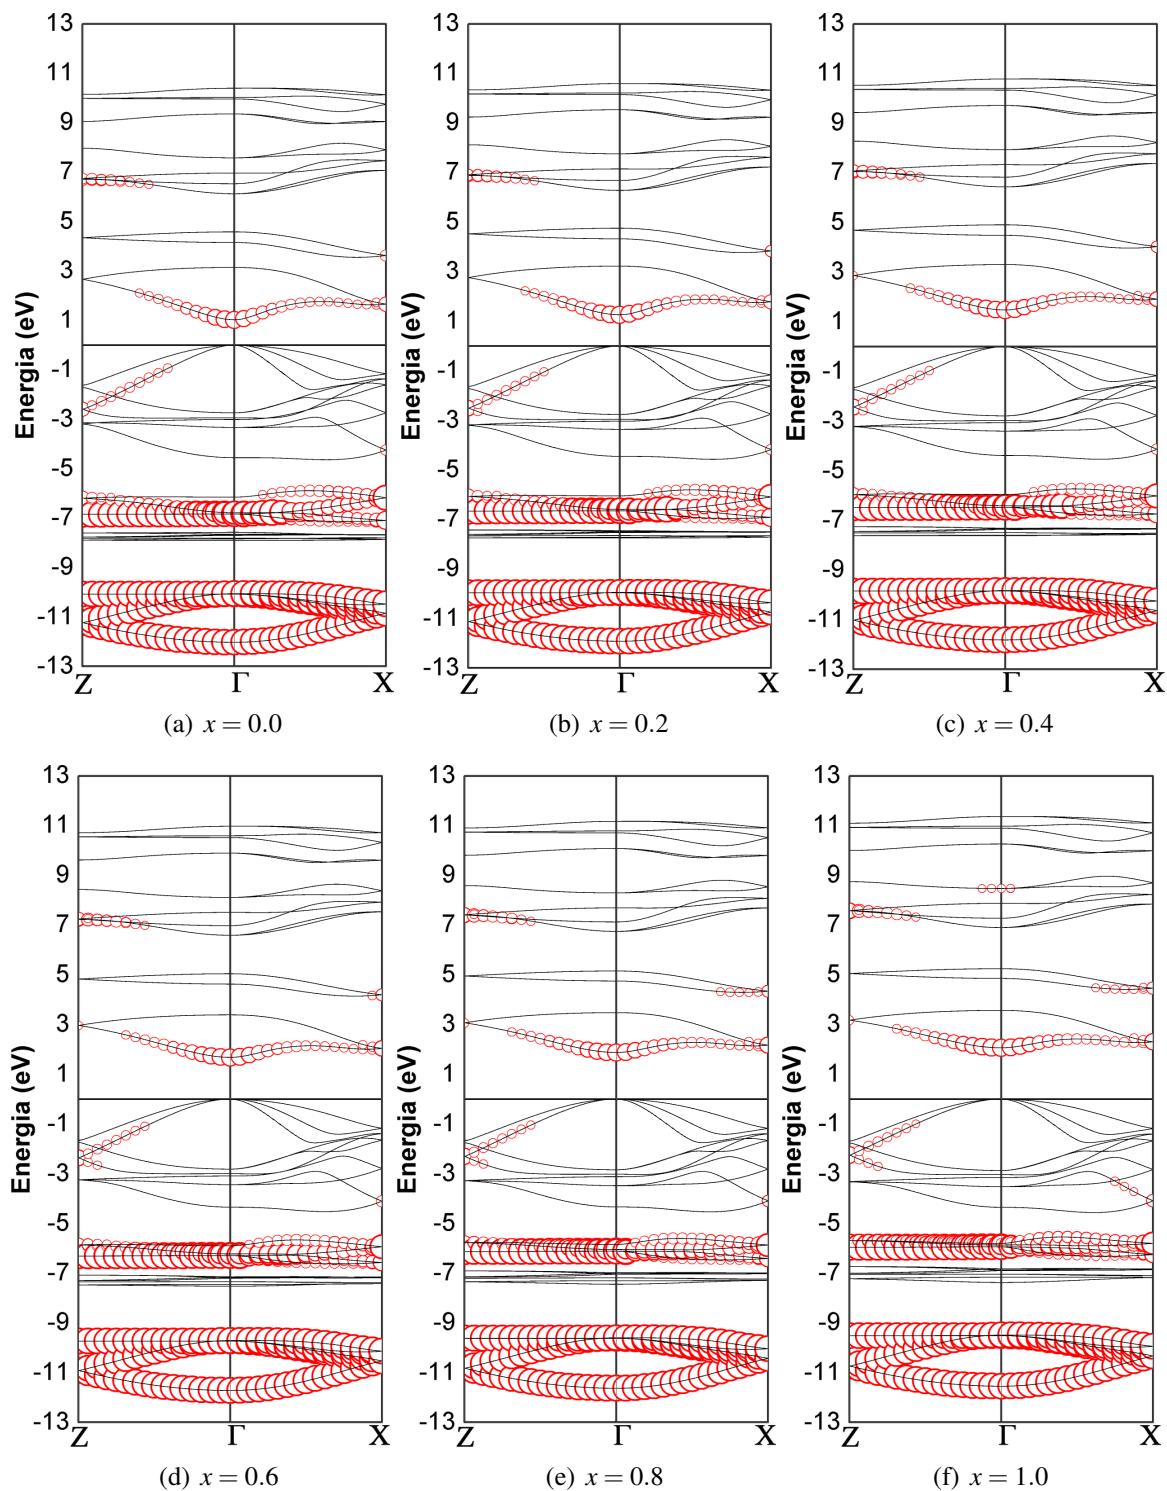 13 13 13
11 11 11
9 9 9
7 7 7
5 5 5
3 3 3
1 1 1
Energia (eV) Energia (eV) Energia (eV)
-1 -1 -1
-3 -3 -3
-5 -5 -5
-7 -7 -7
-9 -9 -9
-11 -11 -11
-13 -13 -13
Z Γ X Z Γ X Z Γ X
(a) x = 0.0 (b) x = 0.2 (c) x = 0.4
13 13 13
11 11 11
9 9 9
7 7 7
5 5 5
3 3 3
1 1 1
Energia (eV) Energia (eV) Energia (eV)
-1 -1 -1
-3 -3 -3
-5 -5 -5
-7 -7 -7
-9 -9 -9
-11 -11 -11
-13 -13 -13
Z Γ X Z Γ X Z Γ X
(d) x = 0.6 (e) x = 0.8 (f) x = 1.0